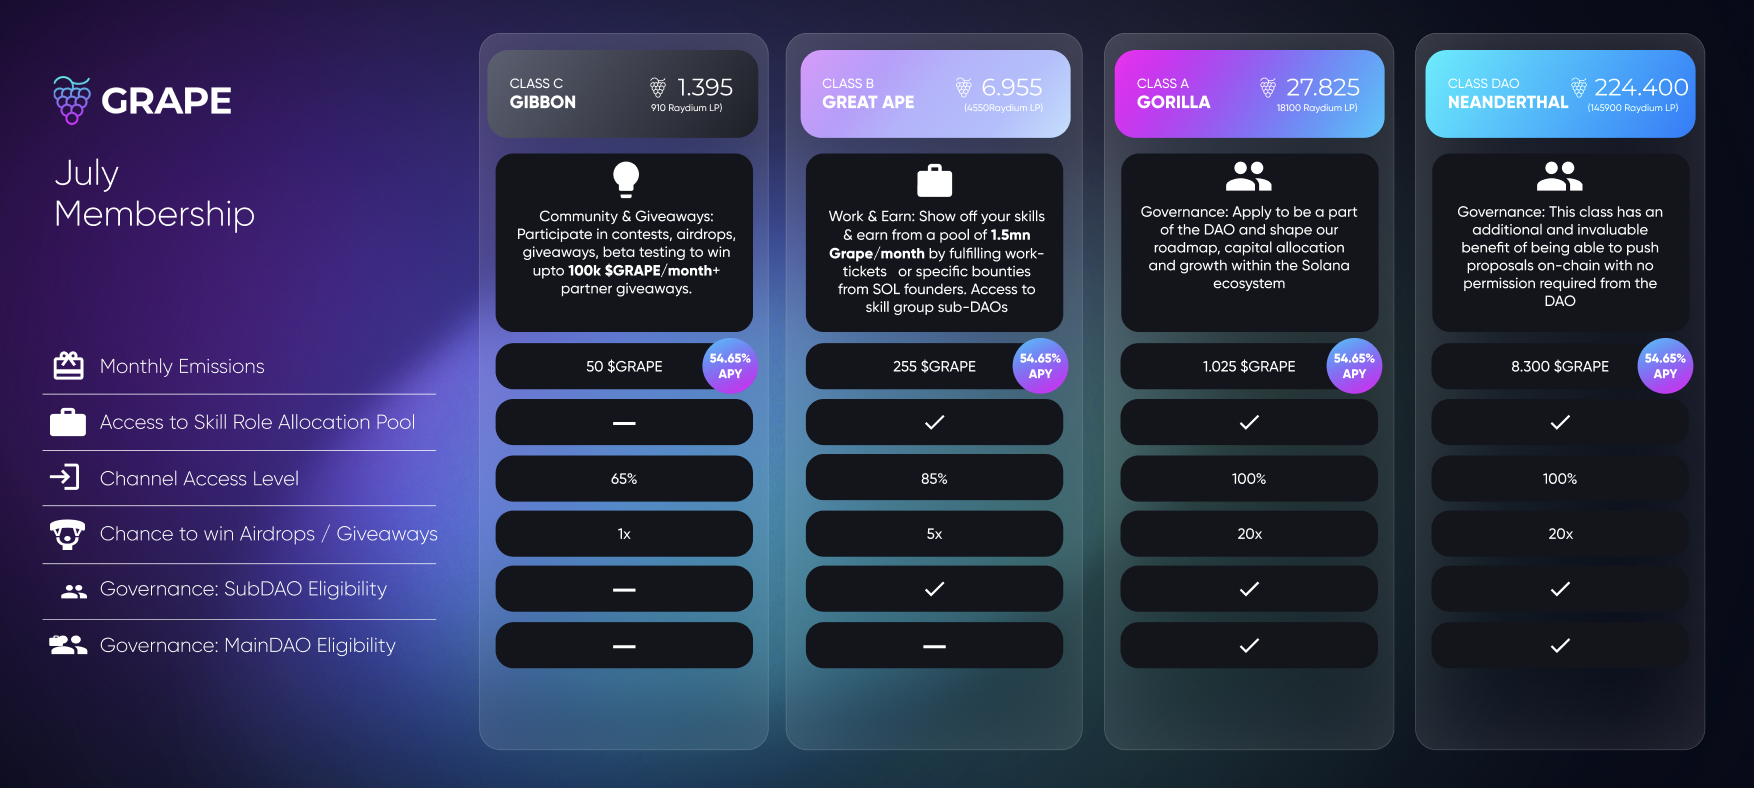 GRAPE
July
Membership
CLASS C
GIBBON
1.395
910 Raydium LP)
Community & Giveaways:
Participate in contests, airdrops,
giveaways, beta testing to win
upto 100k $GRAPE/month+
partner giveaways.
CLASS B
GREAT APE
6.955
(4550Raydium LP)
Work & Earn: Show off your skills
& earn from a pool of 1.5mn
Grape/month by fulfilling work-
tickets or specific bounties
from SOL founders. Access to
skill group sub-DAOs
CLASS A
GORILLA
27.825
18100 Raydium LP)
Governance: Apply to be a part
of the DAO and shape our
roadmap, capital allocation
and growth within the Solana
ecosystem
CLASS DAO
NEANDERTHAL
224.400
(145900 Raydium LP)
Governance: This class has an
additional and invaluable
benefit of being able to push
proposals on-chain with no
permission required from the
DAO
Monthly Emissions
50 $GRAPE
54.65%
APY
255 $GRAPE
54.65%
APY
1.025 $GRAPE
54.65%
APY
8.300 $GRAPE
54.65%
APY
Access to Skill Role Allocation Pool
Channel Access Level
65%
85%
100%
100%
Chance to win Airdrops / Giveaways
1x
5x
20x
20x
Governance: SubDAO Eligibility
Governance: MainDAO Eligibility